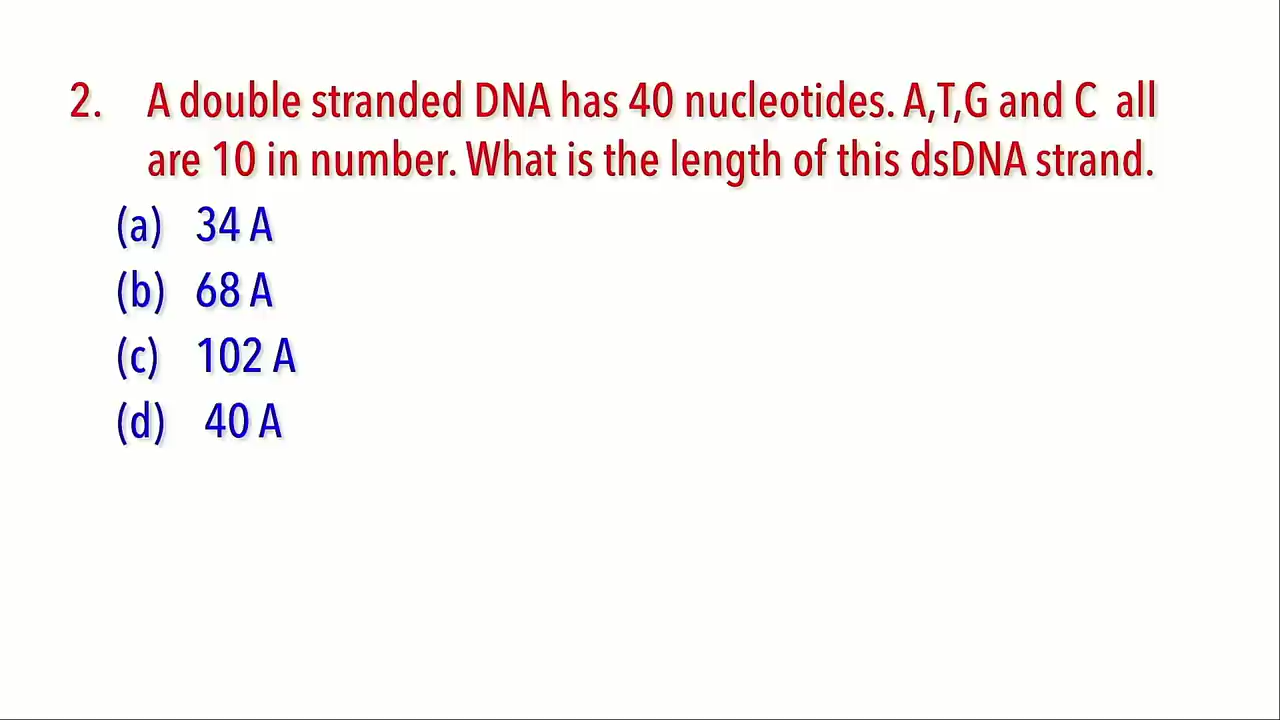 2. A double stranded DNA has 40 nucleotides. A,T,G and C all
are 10 in number. What is the length of this dsDNA strand.
(a) 34 A
(b) 68 A
(c) 102 A
(d) 40 A